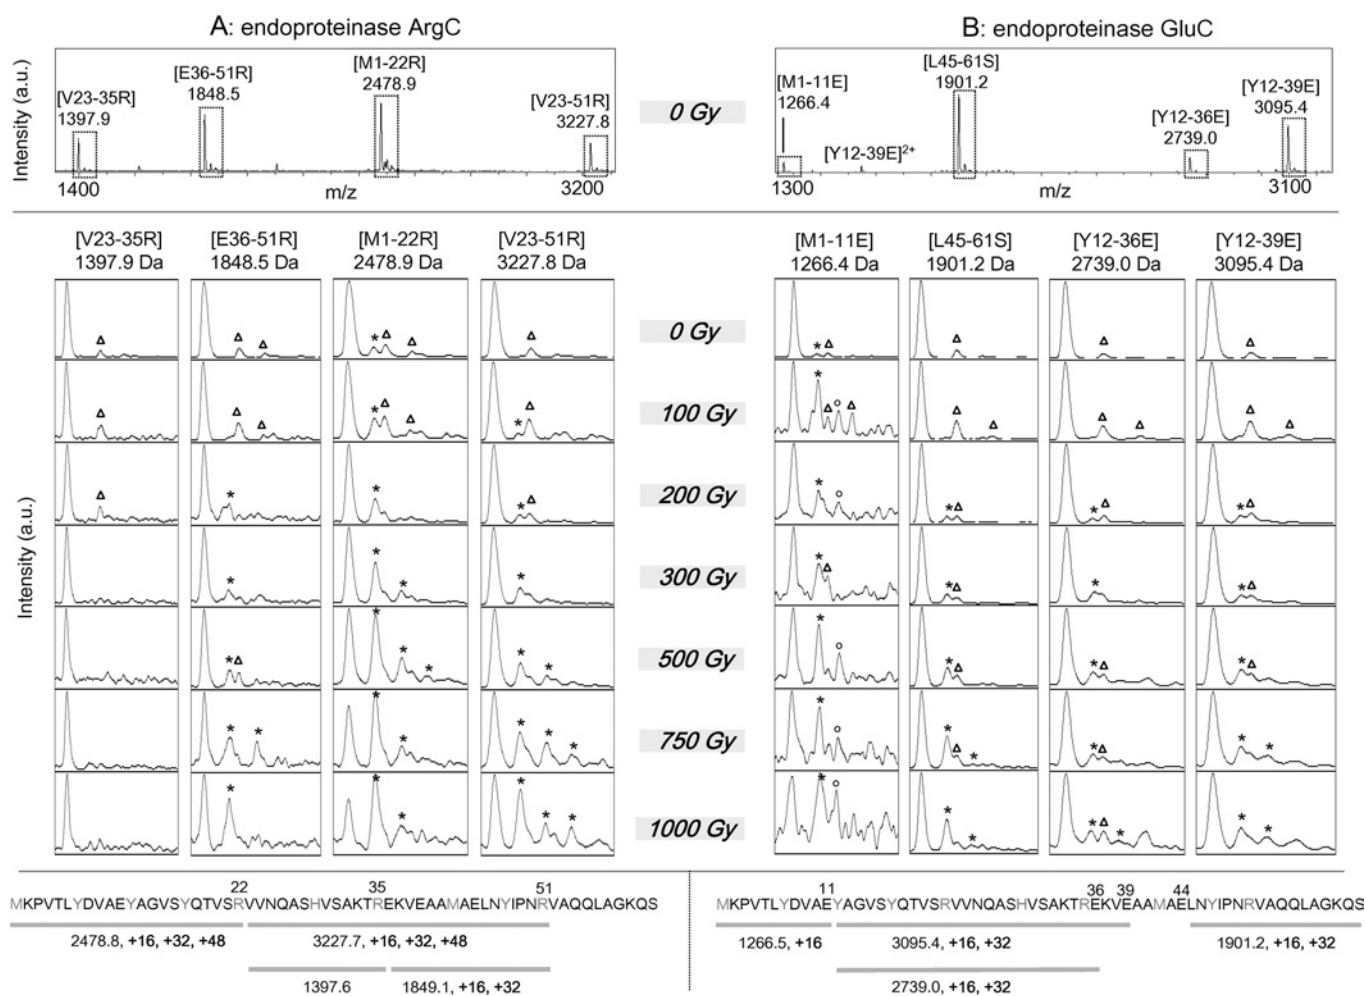 A: endoproteinase ArgC
B: endoproteinase GluC
Intensity (a.u.)
[V23-35R]
1397.9
[E36-51R]
1848.5
[M1-22R]
2478.9
[V23-51R]
3227.8
1400
m/z
3200
0 Gy
Intensity (a.u.)
[M1-11E]
1266.4
[Y12-39E]2+
[L45-61S]
1901.2
[Y12-36E]
2739.0
[Y12-39E]
3095.4
1300
m/z
3100
[V23-35R] [E36-51R] [M1-22R] [V23-51R]
1397.9 Da 1848.5 Da 2478.9 Da 3227.8 Da
[M1-11E] [L45-61S] [Y12-36E] [Y12-39E]
1266.4 Da 1901.2 Da 2739.0 Da 3095.4 Da
Intensity (a.u.)
0 Gy
100 Gy
200 Gy
300 Gy
500 Gy
750 Gy
1000 Gy
22 35 51
MKPVTLYDVAEYAGVSYQTVSRVVNQASHVSAKTREKVEAAMAELNYIPNRVAQQLAGKQS
2478.8, +16, +32, +48 3227.7, +16, +32, +48
1397.6 1849.1, +16, +32
11 36 39 44
MKPVTLYDVAEYAGVSYQTVSRVVNQASHVSAKTREKVEAAMAELNYIPNRVAQQLAGKQS
1266.5, +16 3095.4, +16, +32 1901.2, +16, +32
2739.0, +16, +32